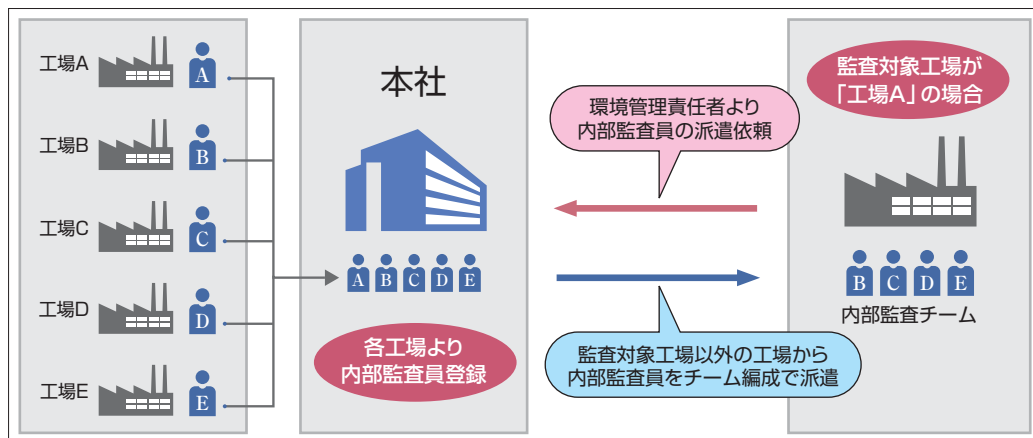 工場A
A
工場B
B
工場C
C
工場D
D
工場E
E
本社
A B C D E
各工場より
内部監査員登録
環境管理責任者より
内部監査員の派遣依頼
監査対象工場以外の工場から
内部監査員をチーム編成で派遣
監査対象工場が
「工場A」の場合
B C D E
内部監査チーム